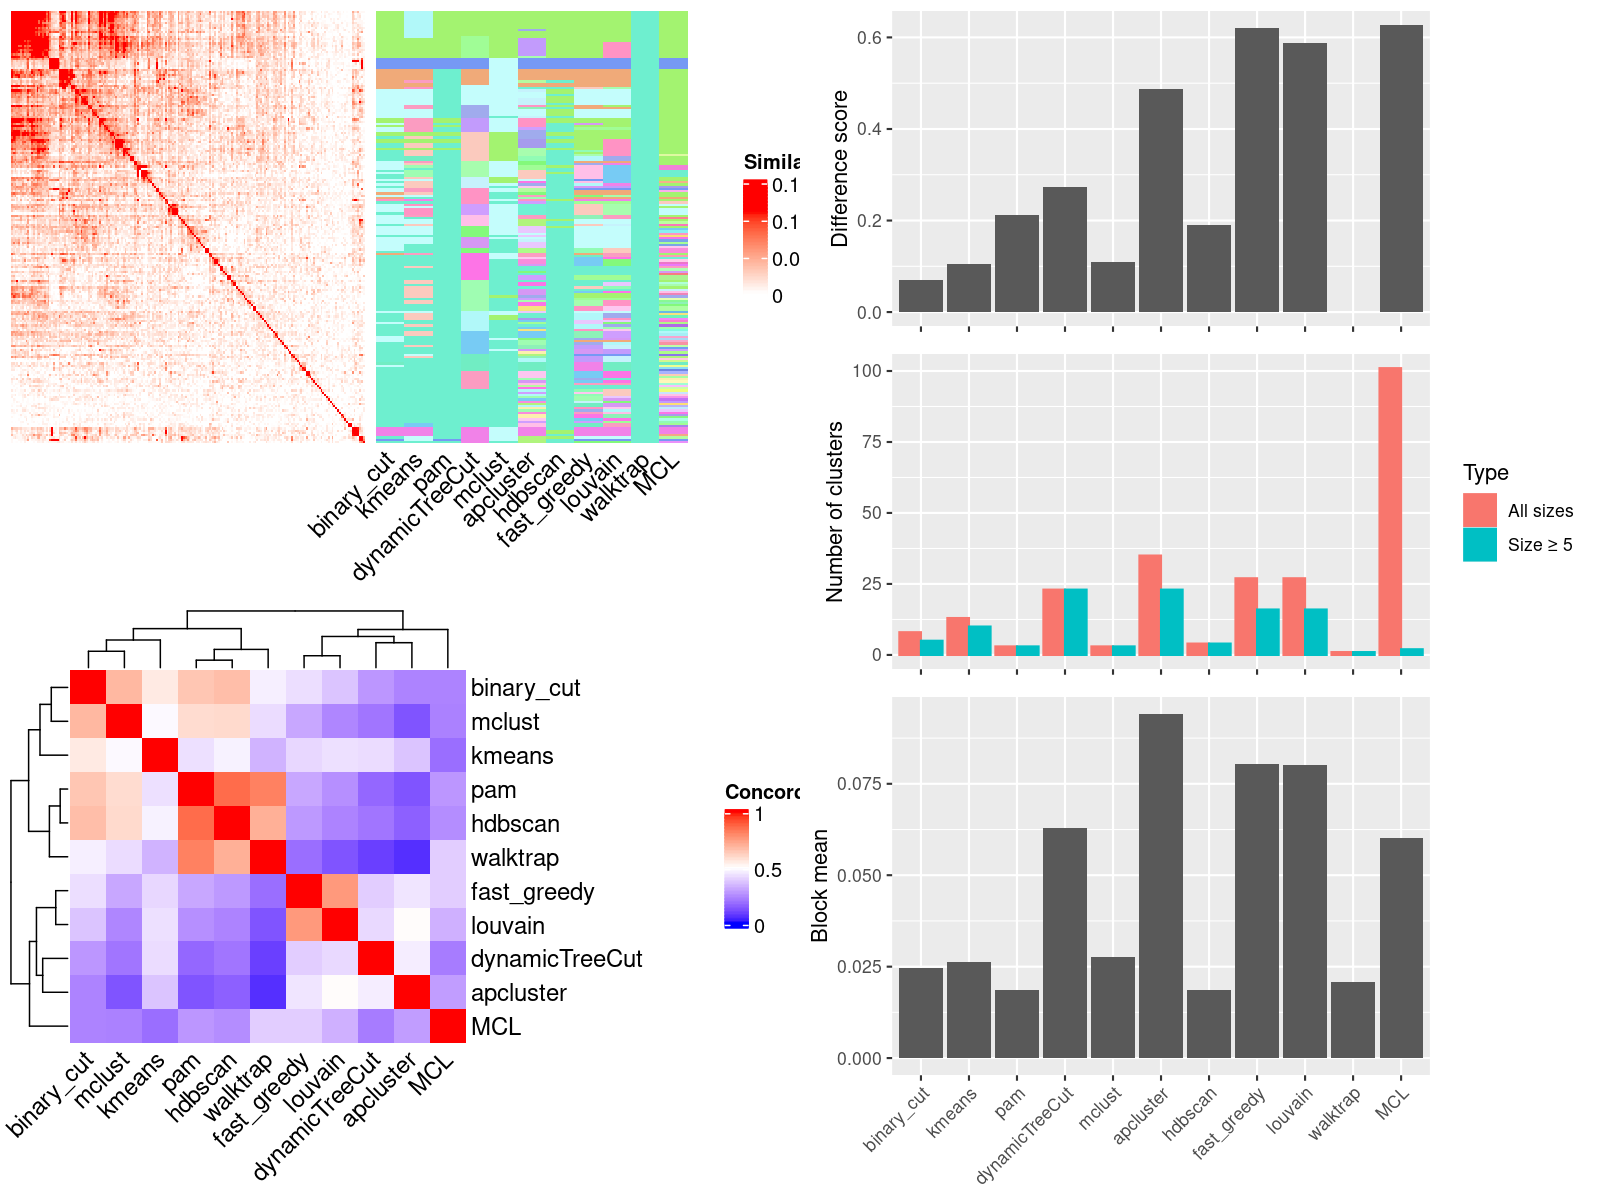 Simila
0.1
0.1
0.0
0
binary_cut
kmeans
pam
dynamicTreeCut
mclust
apcluster
hdbscan
fast_greedy
louvain
walktrap
MCL
binary_cut
mclust
kmeans
pam
hdbscan
walktrap
fast_greedy
louvain
dynamicTreeCut
apcluster
MCL
binary_cut
mclust
kmeans
pam
hdbscan
walktrap
fast_greedy
louvain
dynamicTreeCut
apcluster
MCL
Concord
1
0.5
0
Difference score
0.6
0.4
0.2
0.0
Number of clusters
100
75
50
25
0
Type
All sizes
Size ≥ 5
Block mean
0.075
0.050
0.025
0.000
binary_cut
kmeans
pam
dynamicTreeCut
mclust
apcluster
hdbscan
fast_greedy
louvain
walktrap
MCL